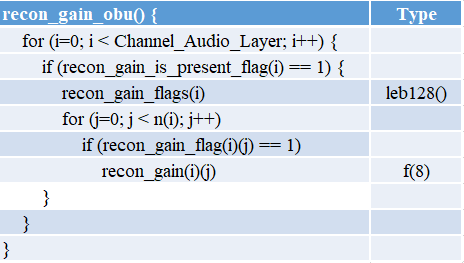 recon_gain_obu() { Type
for (i=0; i < Channel_Audio_Layer; i++) {
if (recon_gain_is_present_flag(i) == 1) {
recon_gain_flags(i) leb128()
for (j=0; j < n(i); j++)
if (recon_gain_flag(i)(j) == 1)
recon_gain(i)(j) f(8)
}
}
}